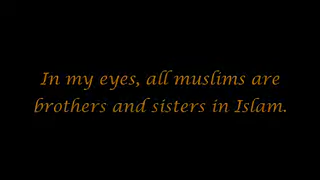 In my eyes, all muslims are
brothers and sisters in Islam.